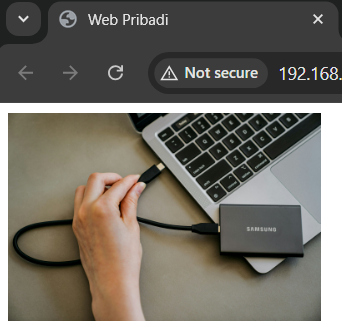 Web Pribadi
Not secure 192.168.
SAMSUNG